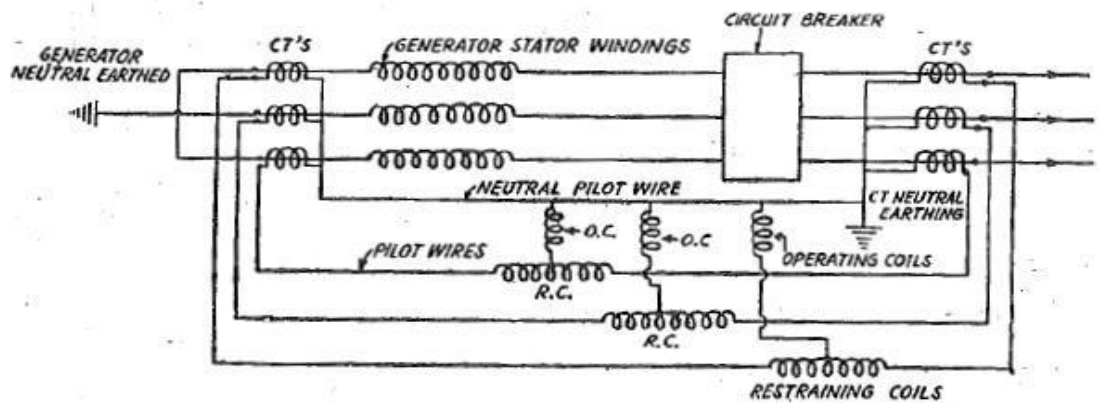 CIRCUIT BREAKER
GENERATOR
NEUTRAL EARTHED
CT'S
GENERATOR STATOR WINDINGS
CT'S
NEUTRAL PILOT WIRE
CT NEUTRAL
EARTHING
O.C.
O.C
OPERATING COILS
PILOT WIRES
R.C.
R.C.
RESTRAINING COILS